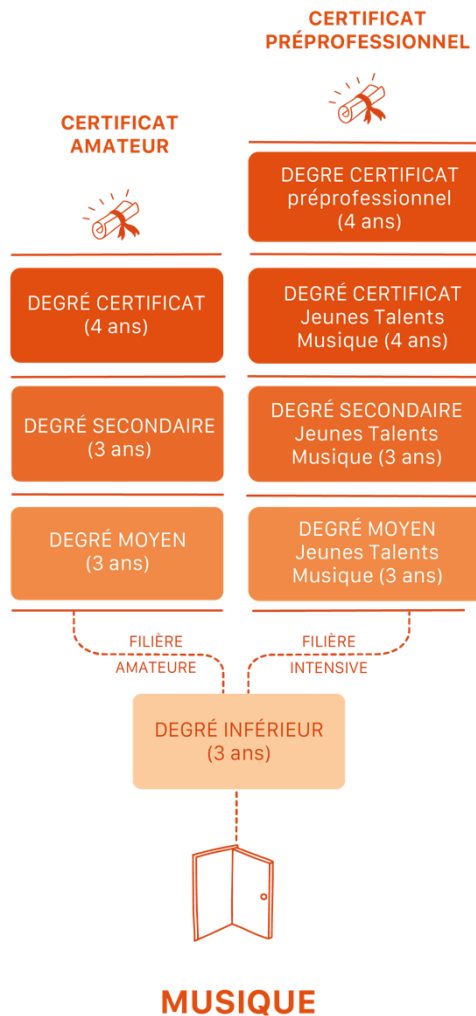 CERTIFICAT
PRÉPROFESSIONNEL
CERTIFICAT
AMATEUR
DEGRE CERTIFICAT
préprofessionnel
(4 ans)
DEGRÉ CERTIFICAT
(4 ans)
DEGRÉ CERTIFICAT
Jeunes Talents
Musique (4 ans)
DEGRÉ SECONDAIRE
(3 ans)
DEGRÉ SECONDAIRE
Jeunes Talents
Musique (3 ans)
DEGRÉ MOYEN
(3 ans)
DEGRÉ MOYEN
Jeunes Talents
Musique (3 ans)
FILIÈRE
AMATEURE
FILIÈRE
INTENSIVE
DEGRÉ INFÉRIEUR
(3 ans)
MUSIQUE